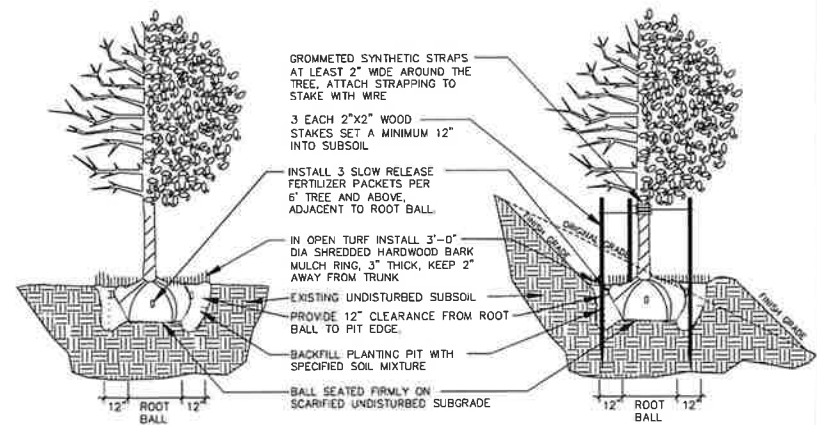 GROMMETED SYNTHETIC STRAPS
AT LEAST 2" WIDE AROUND THE
TREE, ATTACH STRAPPING TO
STAKE WITH WIRE
3 EACH 2"X2" WOOD
STAKES SET A MINIMUM 12"
INTO SUBSOIL
INSTALL 3 SLOW RELEASE
FERTILIZER PACKETS PER
6' TREE AND ABOVE,
ADJACENT TO ROOT BALL.
IN OPEN TURF INSTALL 3'-0"
DIA SHREDDED HARDWOOD BARK
MULCH RING, 3" THICK, KEEP 2"
AWAY FROM TRUNK
EXISTING UNDISTURBED SUBSOIL
PROVIDE 12" CLEARANCE FROM ROOT
BALL TO PIT EDGE.
BACKFILL PLANTING PIT WITH
SPECIFIED SOIL MIXTURE
BALL SEATED FIRMLY ON
SCARIFIED UNDISTURBED SUBGRADE
12" ROOT 12"
BALL
FINISH GRADE
ORIGINAL GRADE
FINISH GRADE
12" ROOT 12"
BALL